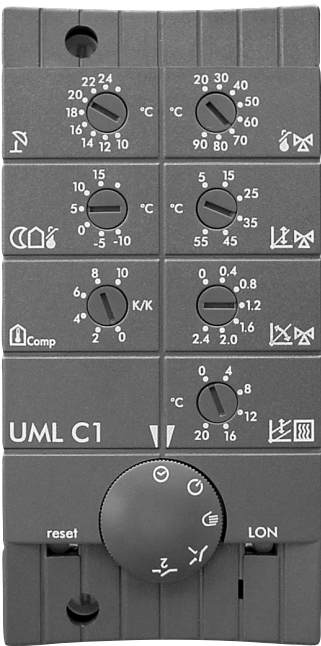 22 24
20
18 °C
16
14 12 10
20 30 40
°C 50
60
90 80 70
15
10
5 °C
0
-5 -10
5 15
°C 25
35
55 45
8 10
6
4 K/K
2 0
Comp
0 0.4
0.8
1.2
1.6
2.4 2.0
0 4
°C 8
12
20 16
UML C1
reset
LON
2